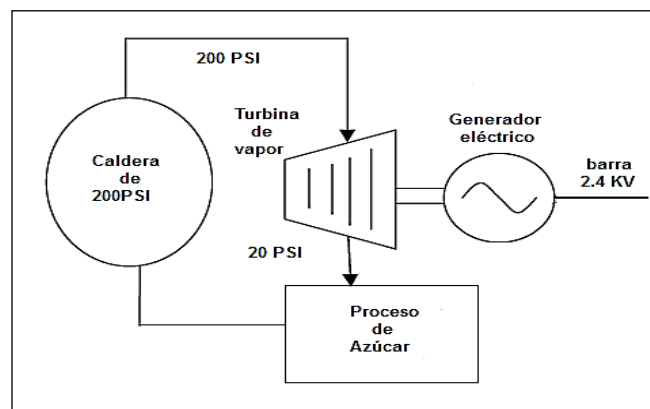 200 PSI
Turbina
de
vapor
Generador
eléctrico
Caldera
de
200PSI
barra
2.4 KV
20 PSI
Proceso
de
Azúcar